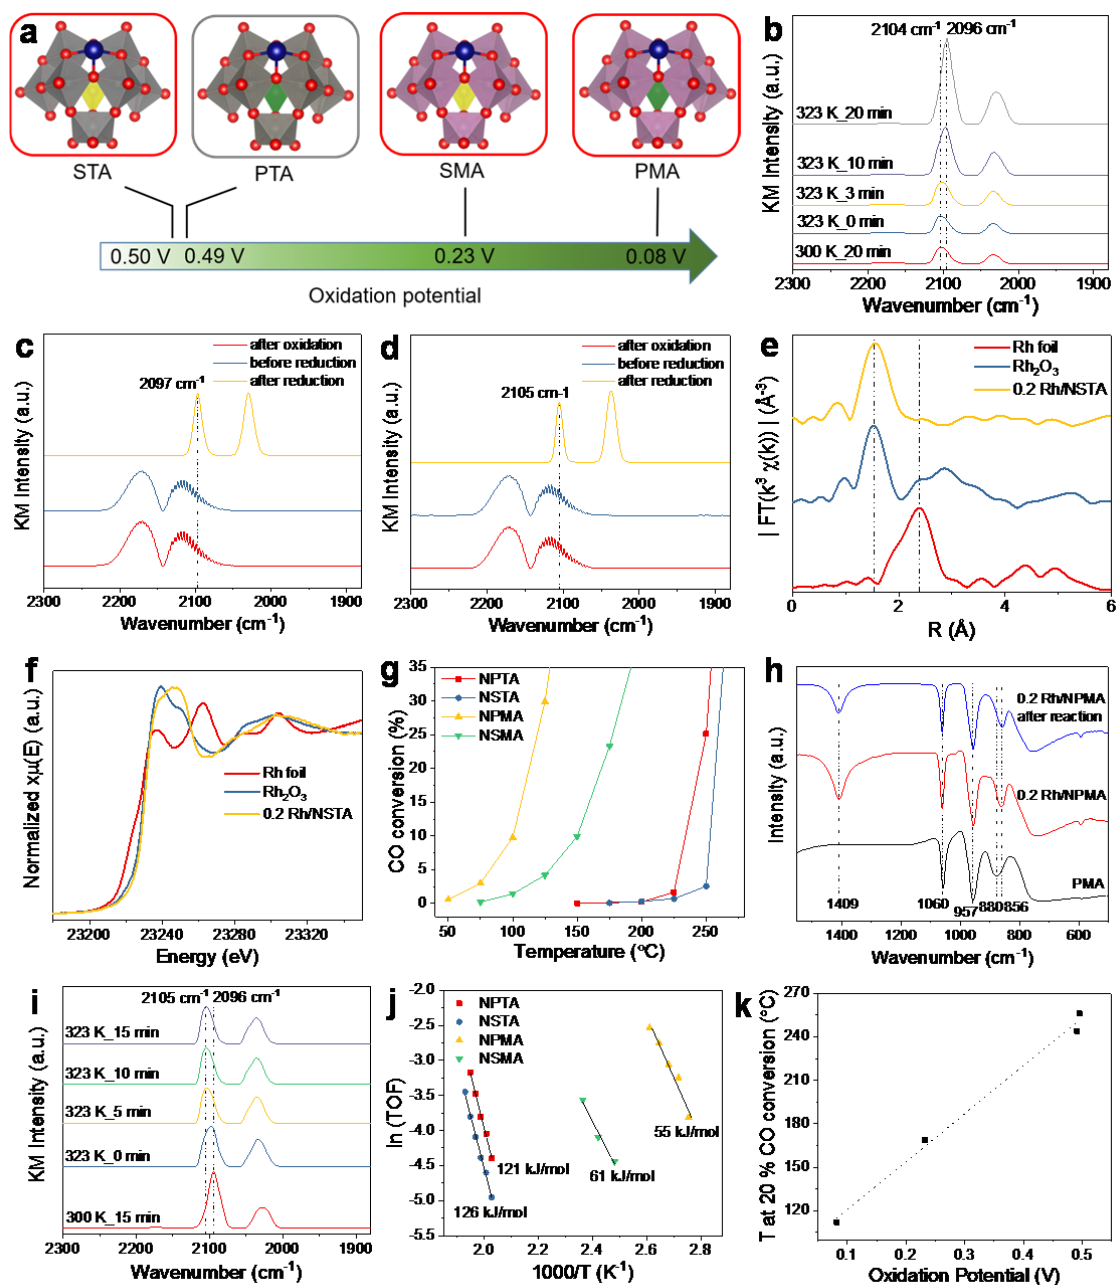 a
STA
PTA
SMA
PMA
0.50 V
0.49 V
0.23 V
0.08 V
Oxidation potential
b
2104 cm⁻¹
2096 cm⁻¹
323 K_20 min
323 K_10 min
323 K_3 min
323 K_0 min
300 K_20 min
KM Intensity (a.u.)
2300 2200 2100 2000 1900
Wavenumber (cm⁻¹)
c
after oxidation
before reduction
after reduction
2097 cm⁻¹
KM Intensity (a.u.)
2300 2200 2100 2000 1900
Wavenumber (cm⁻¹)
d
after oxidation
before reduction
after reduction
2105 cm-1
KM Intensity (a.u.)
2300 2200 2100 2000 1900
Wavenumber (cm⁻¹)
e
Rh foil
Rh₂O₃
0.2 Rh/NSTA
| FT(k³ χ(k)) | (Å⁻³)
0 2 4 6
R (Å)
f
Rh foil
Rh₂O₃
0.2 Rh/NSTA
Normalized xμ(E) (a.u.)
23200 23240 23280 23320
Energy (eV)
g
NPTA
NSTA
NPMA
NSMA
CO conversion (%)
35
30
25
20
15
10
5
0
50 100 150 200 250
Temperature (°C)
h
0.2 Rh/NPMA
after reaction
0.2 Rh/NPMA
PMA
1409
1060
957
880
856
Intensity (a.u.)
1400 1200 1000 800 600
Wavenumber (cm⁻¹)
i
2105 cm⁻¹
2096 cm⁻¹
323 K_15 min
323 K_10 min
323 K_5 min
323 K_0 min
300 K_15 min
KM Intensity (a.u.)
2300 2200 2100 2000 1900
Wavenumber (cm⁻¹)
j
NPTA
NSTA
NPMA
NSMA
55 kJ/mol
121 kJ/mol
61 kJ/mol
126 kJ/mol
ln (TOF)
-2.0
-2.5
-3.0
-3.5
-4.0
-4.5
-5.0
-5.5
2.0 2.2 2.4 2.6 2.8
1000/T (K⁻¹)
k
T at 20 % CO conversion (°C)
270
240
210
180
150
120
0.1 0.2 0.3 0.4 0.5
Oxidation Potential (V)